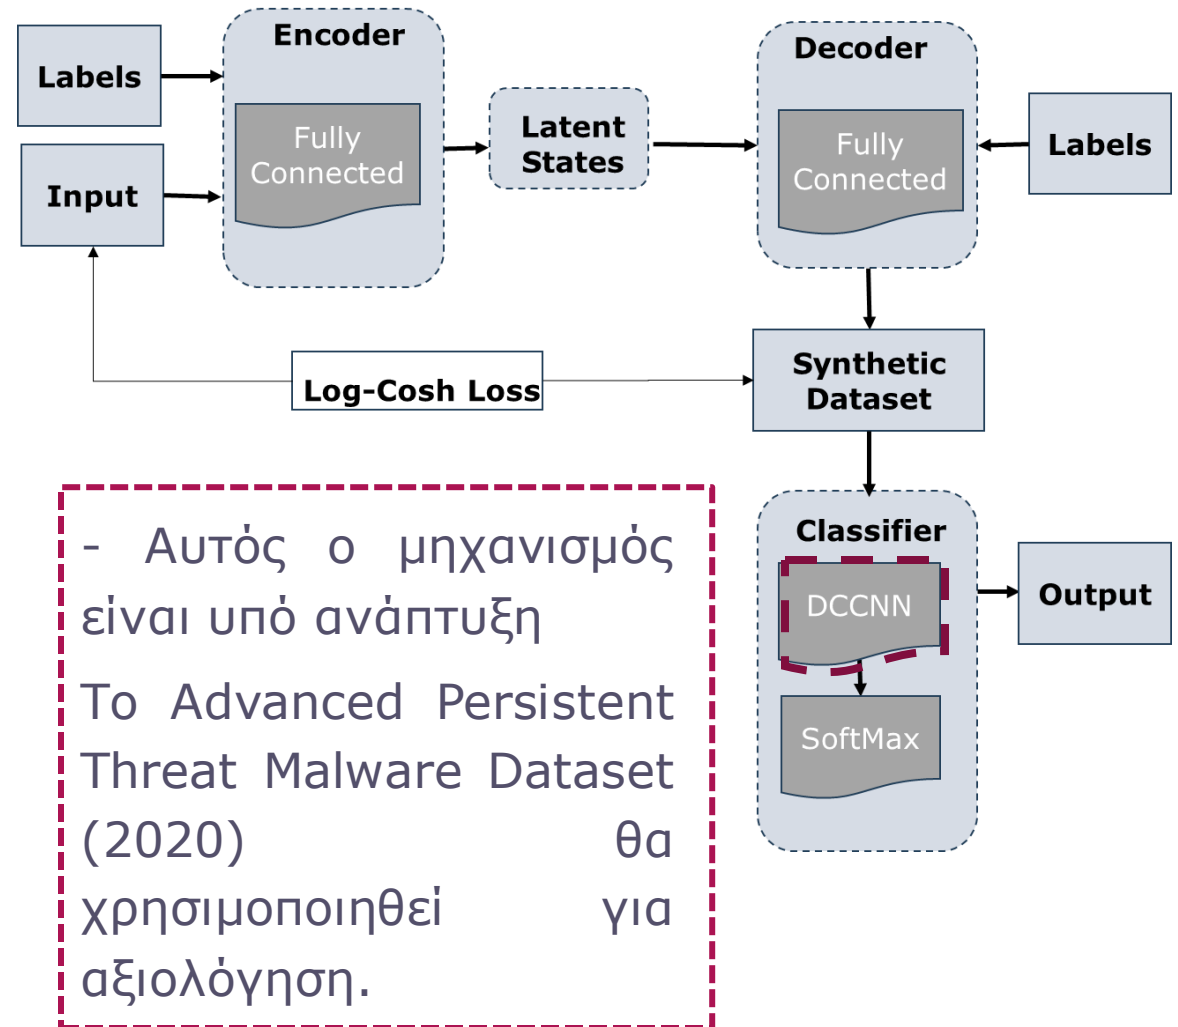 Encoder
Decoder
Labels
Fully
Connected
Latent
States
Fully
Connected
Labels
Input
Log-Cosh Loss
Synthetic
Dataset
Classifier
DCCNN
SoftMax
Output
- Αυτός ο μηχανισμός
είναι υπό ανάπτυξη
Το Advanced Persistent
Threat Malware Dataset
(2020) θα
χρησιμοποιηθεί για
αξιολόγηση.